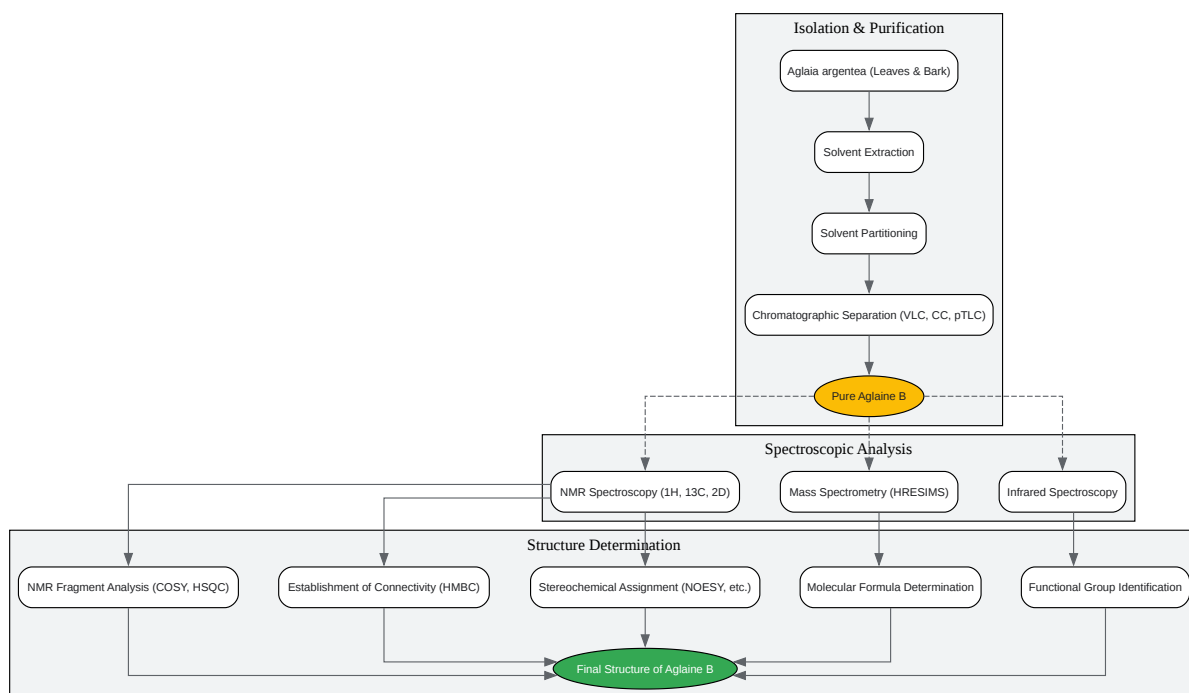 Isolation & Purification
Aglaia argentea (Leaves & Bark)
Solvent Extraction
Solvent Partitioning
Chromatographic Separation (VLC, CC, pTLC)
Pure Aglaine B
Spectroscopic Analysis
NMR Spectroscopy (1H, 13C, 2D)
Mass Spectrometry (HRESIMS)
Infrared Spectroscopy
Structure Determination
NMR Fragment Analysis (COSY, HSQC)
Establishment of Connectivity (HMBC)
Stereochemical Assignment (NOESY, etc.)
Molecular Formula Determination
Functional Group Identification
Final Structure of Aglaine B